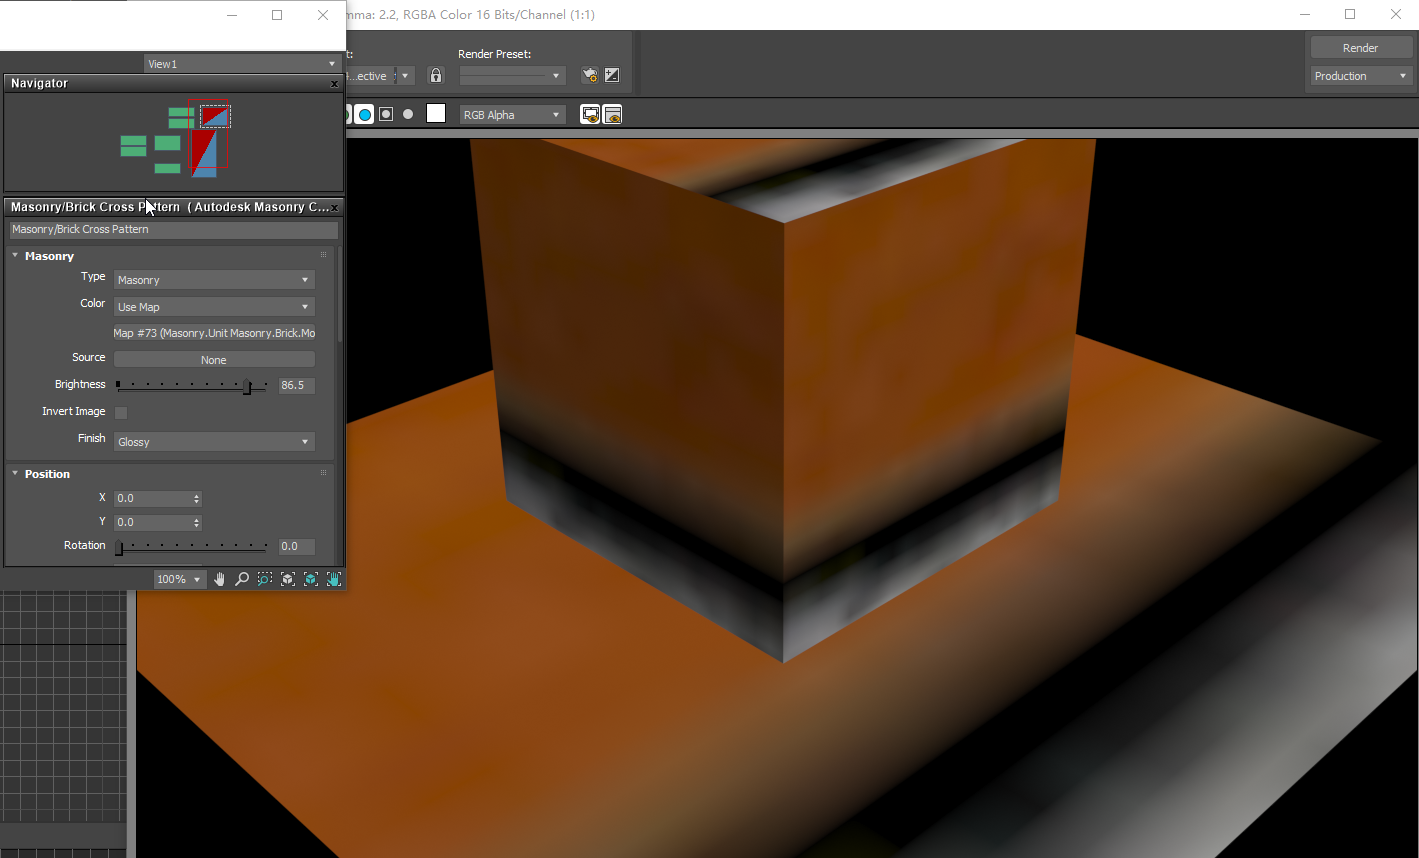 mma: 2.2, RGBA Color 16 Bits/Channel (1:1)
View1
Navigator
Render Preset:
...ective
Render
Production
RGB Alpha
Masonry/Brick Cross Pattern ( Autodesk Masonry C...
Masonry/Brick Cross Pattern
Masonry
Type Masonry
Color Use Map
Map #73 (Masonry.Unit Masonry.Brick.Mo
Source None
Brightness 86.5
Invert Image
Finish Glossy
Position
X 0.0
Y 0.0
Rotation 0.0
100%